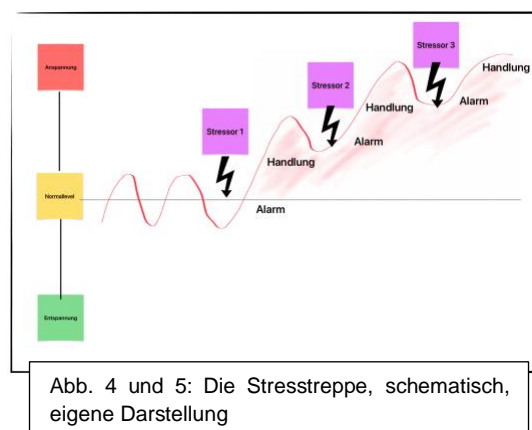 Anspannung
Stressor 3
Stressor 2
Handlung
Handlung
Alarm
Stressor 1
Alarm
Handlung
Normallevel
Alarm
Entspannung
Abb. 4 und 5: Die Stresstreppe, schematisch,
eigene Darstellung